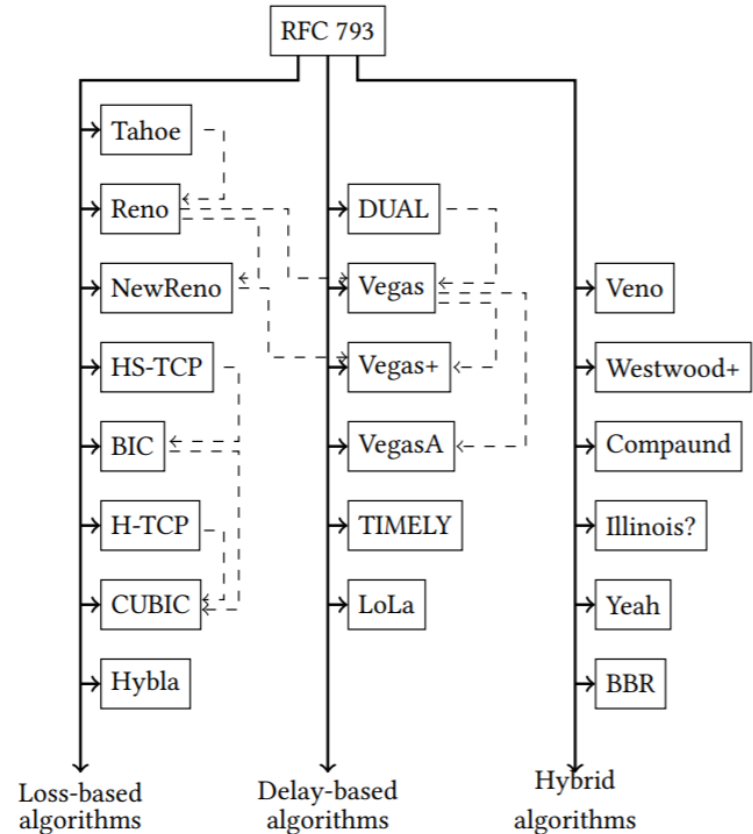 RFC 793
Tahoe
Reno
NewReno
HS-TCP
BIC
H-TCP
CUBIC
Hybla
Loss-based
algorithms
DUAL
Vegas
Vegas+
VegasA
TIMELY
LoLa
Delay-based
algorithms
Veno
Westwood+
Compaund
Illinois?
Yeah
BBR
Hybrid
algorithms